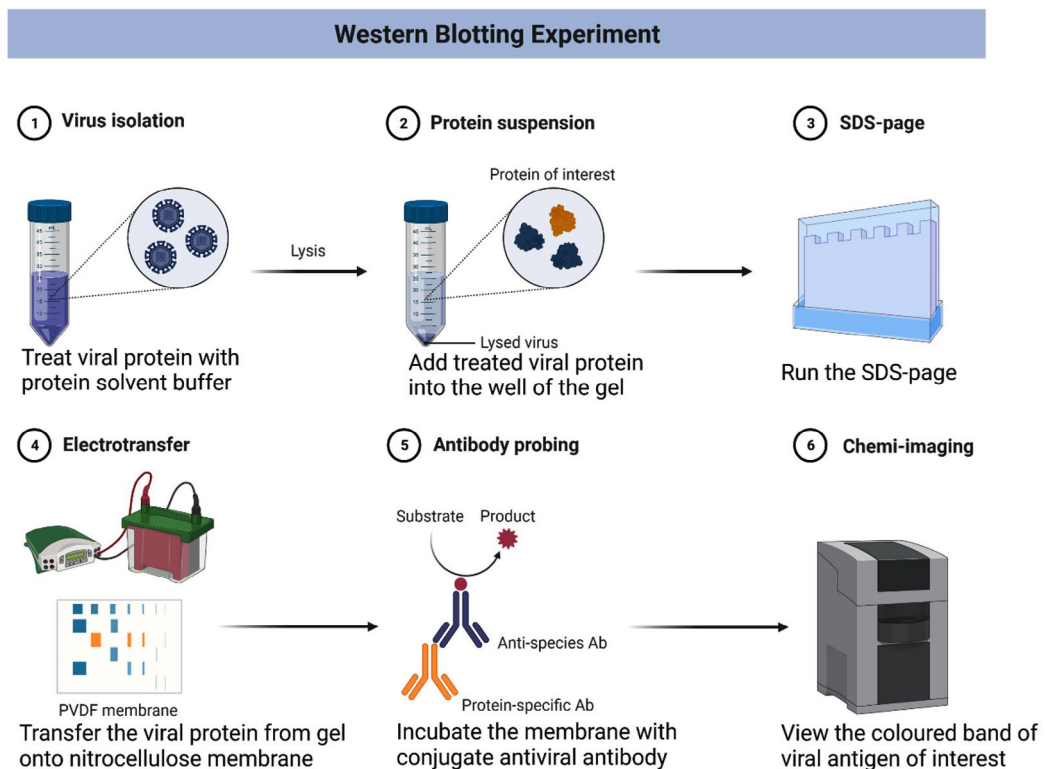 Western Blotting Experiment
1 Virus isolation
Lysis
Treat viral protein with
protein solvent buffer
2 Protein suspension
Protein of interest
Lysed virus
Add treated viral protein
into the well of the gel
3 SDS-page
Run the SDS-page
4 Electrotransfer
PVDF membrane
Transfer the viral protein from gel
onto nitrocellulose membrane
5 Antibody probing
Substrate Product
Anti-species Ab
Protein-specific Ab
Incubate the membrane with
conjugate antiviral antibody
6 Chemi-imaging
View the coloured band of
viral antigen of interest